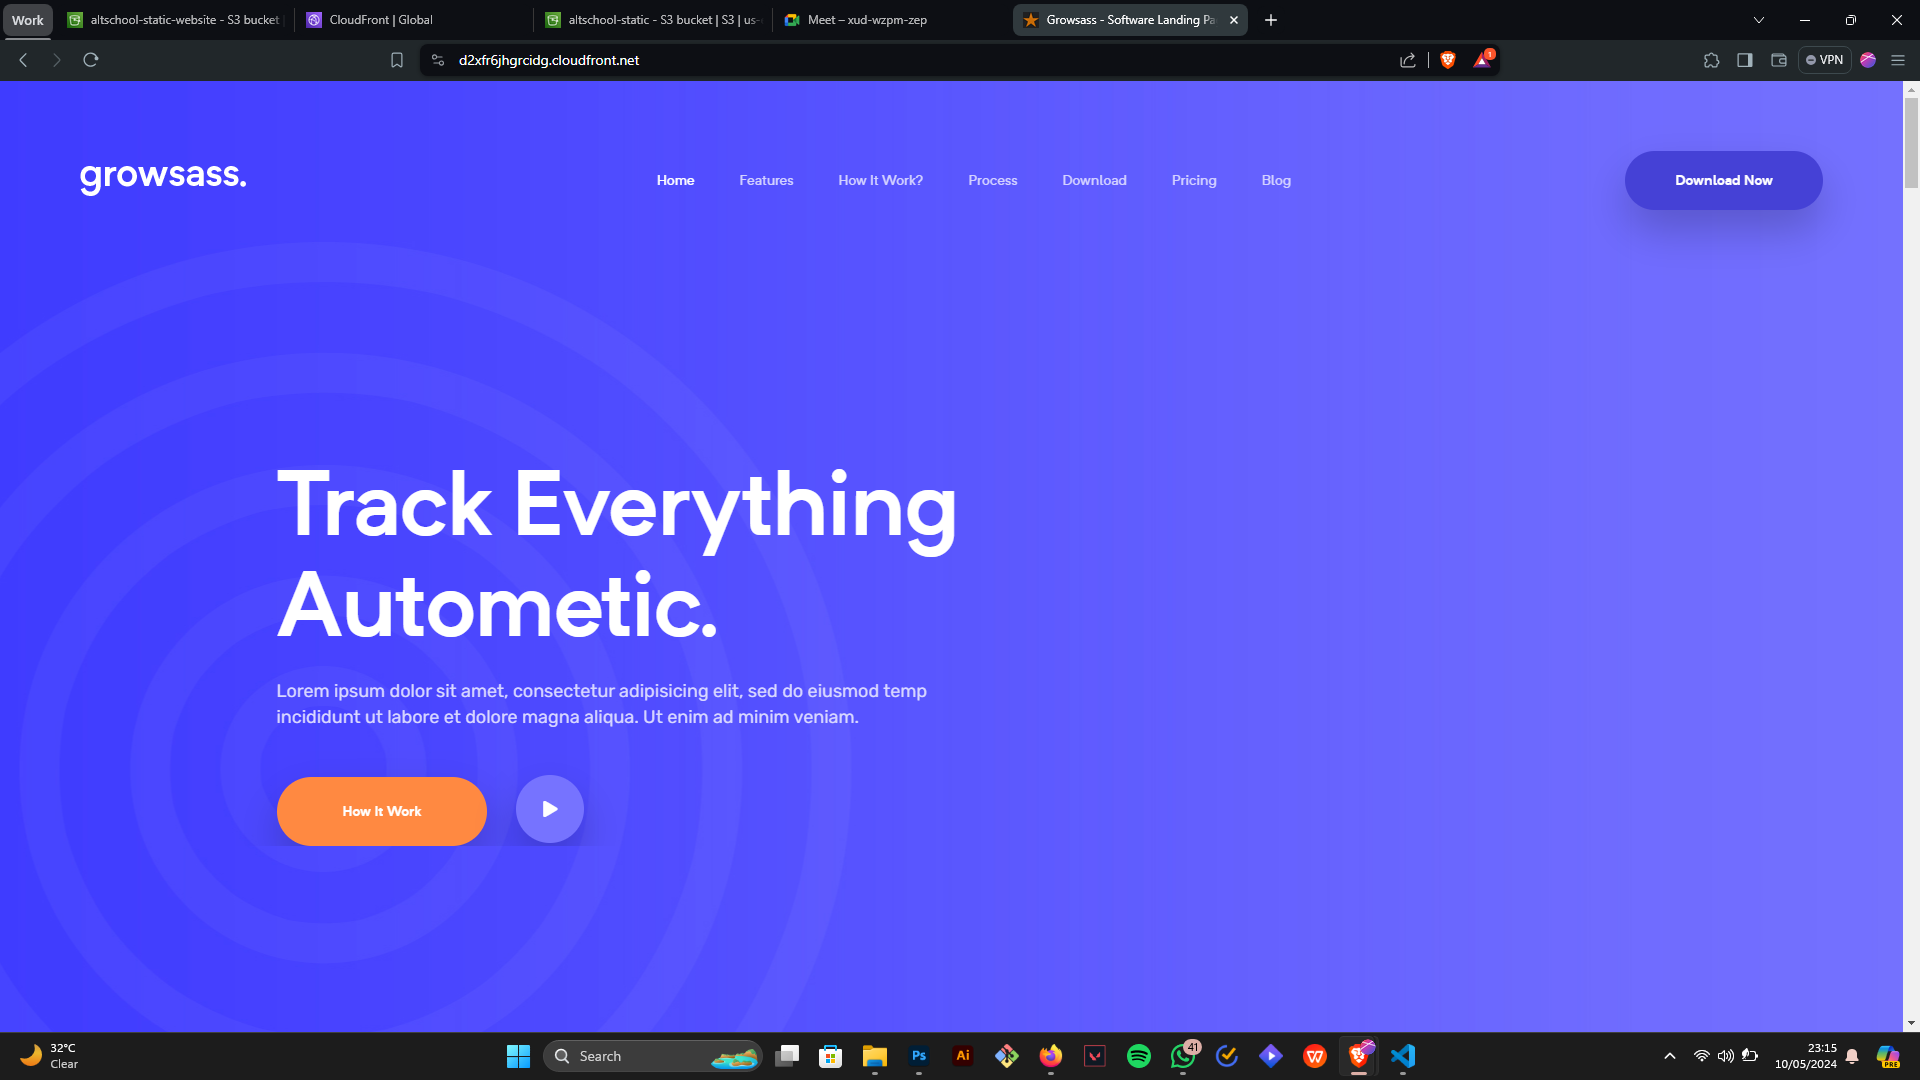 Work
altschool-static-website - S3 bucket
CloudFront | Global
altschool-static - S3 bucket | S3 | us-
Meet – xud-wzpm-zep
Growsass - Software Landing Pa
d2xfr6jhgrcidg.cloudfront.net
1
VPN
growsass.
Home
Features
How It Work?
Process
Download
Pricing
Blog
Download Now
Track Everything
Autometic.
Lorem ipsum dolor sit amet, consectetur adipisicing elit, sed do eiusmod temp
incididunt ut labore et dolore magna aliqua. Ut enim ad minim veniam.
How It Work
32°C
Clear
Search
Ps
Ai
41
23:15
10/05/2024
PRE